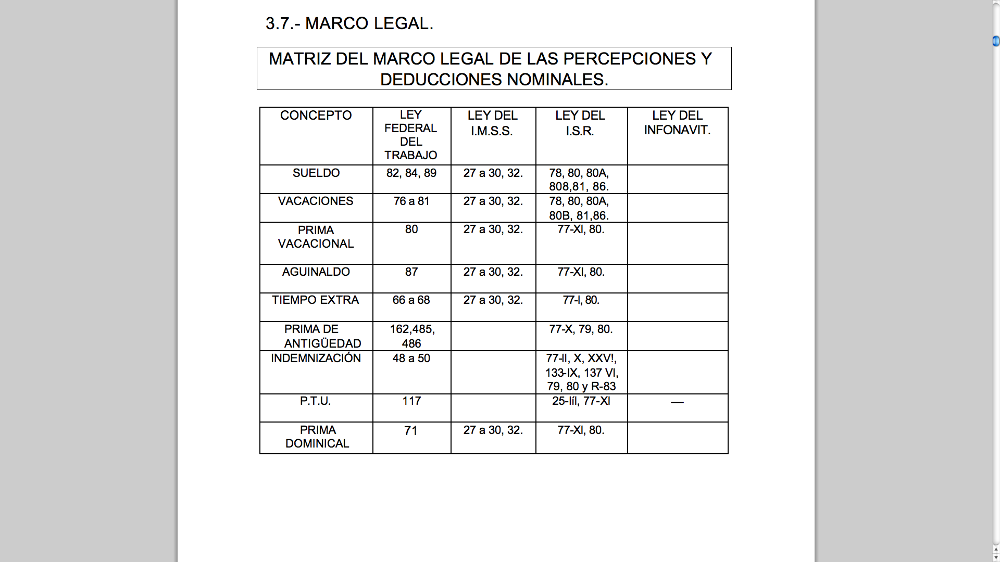 3.7.- MARCO LEGAL.
MATRIZ DEL MARCO LEGAL DE LAS PERCEPCIONES Y
DEDUCCIONES NOMINALES.
CONCEPTO
LEY
FEDERAL
DEL
TRABAJO
LEY DEL
I.M.S.S.
LEY DEL
I.S.R.
LEY DEL
INFONAVIT.
SUELDO
82, 84, 89
27 a 30, 32.
78, 80, 80A,
808,81, 86.
VACACIONES
76 a 81
27 a 30, 32.
78, 80, 80A,
80B, 81,86.
PRIMA
VACACIONAL
80
27 a 30, 32.
77-XI, 80.
AGUINALDO
87
27 a 30, 32.
77-XI, 80.
TIEMPO EXTRA
66 a 68
27 a 30, 32.
77-I, 80.
PRIMA DE
ANTIGÜEDAD
162,485,
486
77-X, 79, 80.
INDEMNIZACIÓN
48 a 50
77-II, X, XXV!,
133-IX, 137 VI,
79, 80 y R-83
P.T.U.
117
25-IíI, 77-XI
—
PRIMA
DOMINICAL
71
27 a 30, 32.
77-XI, 80.